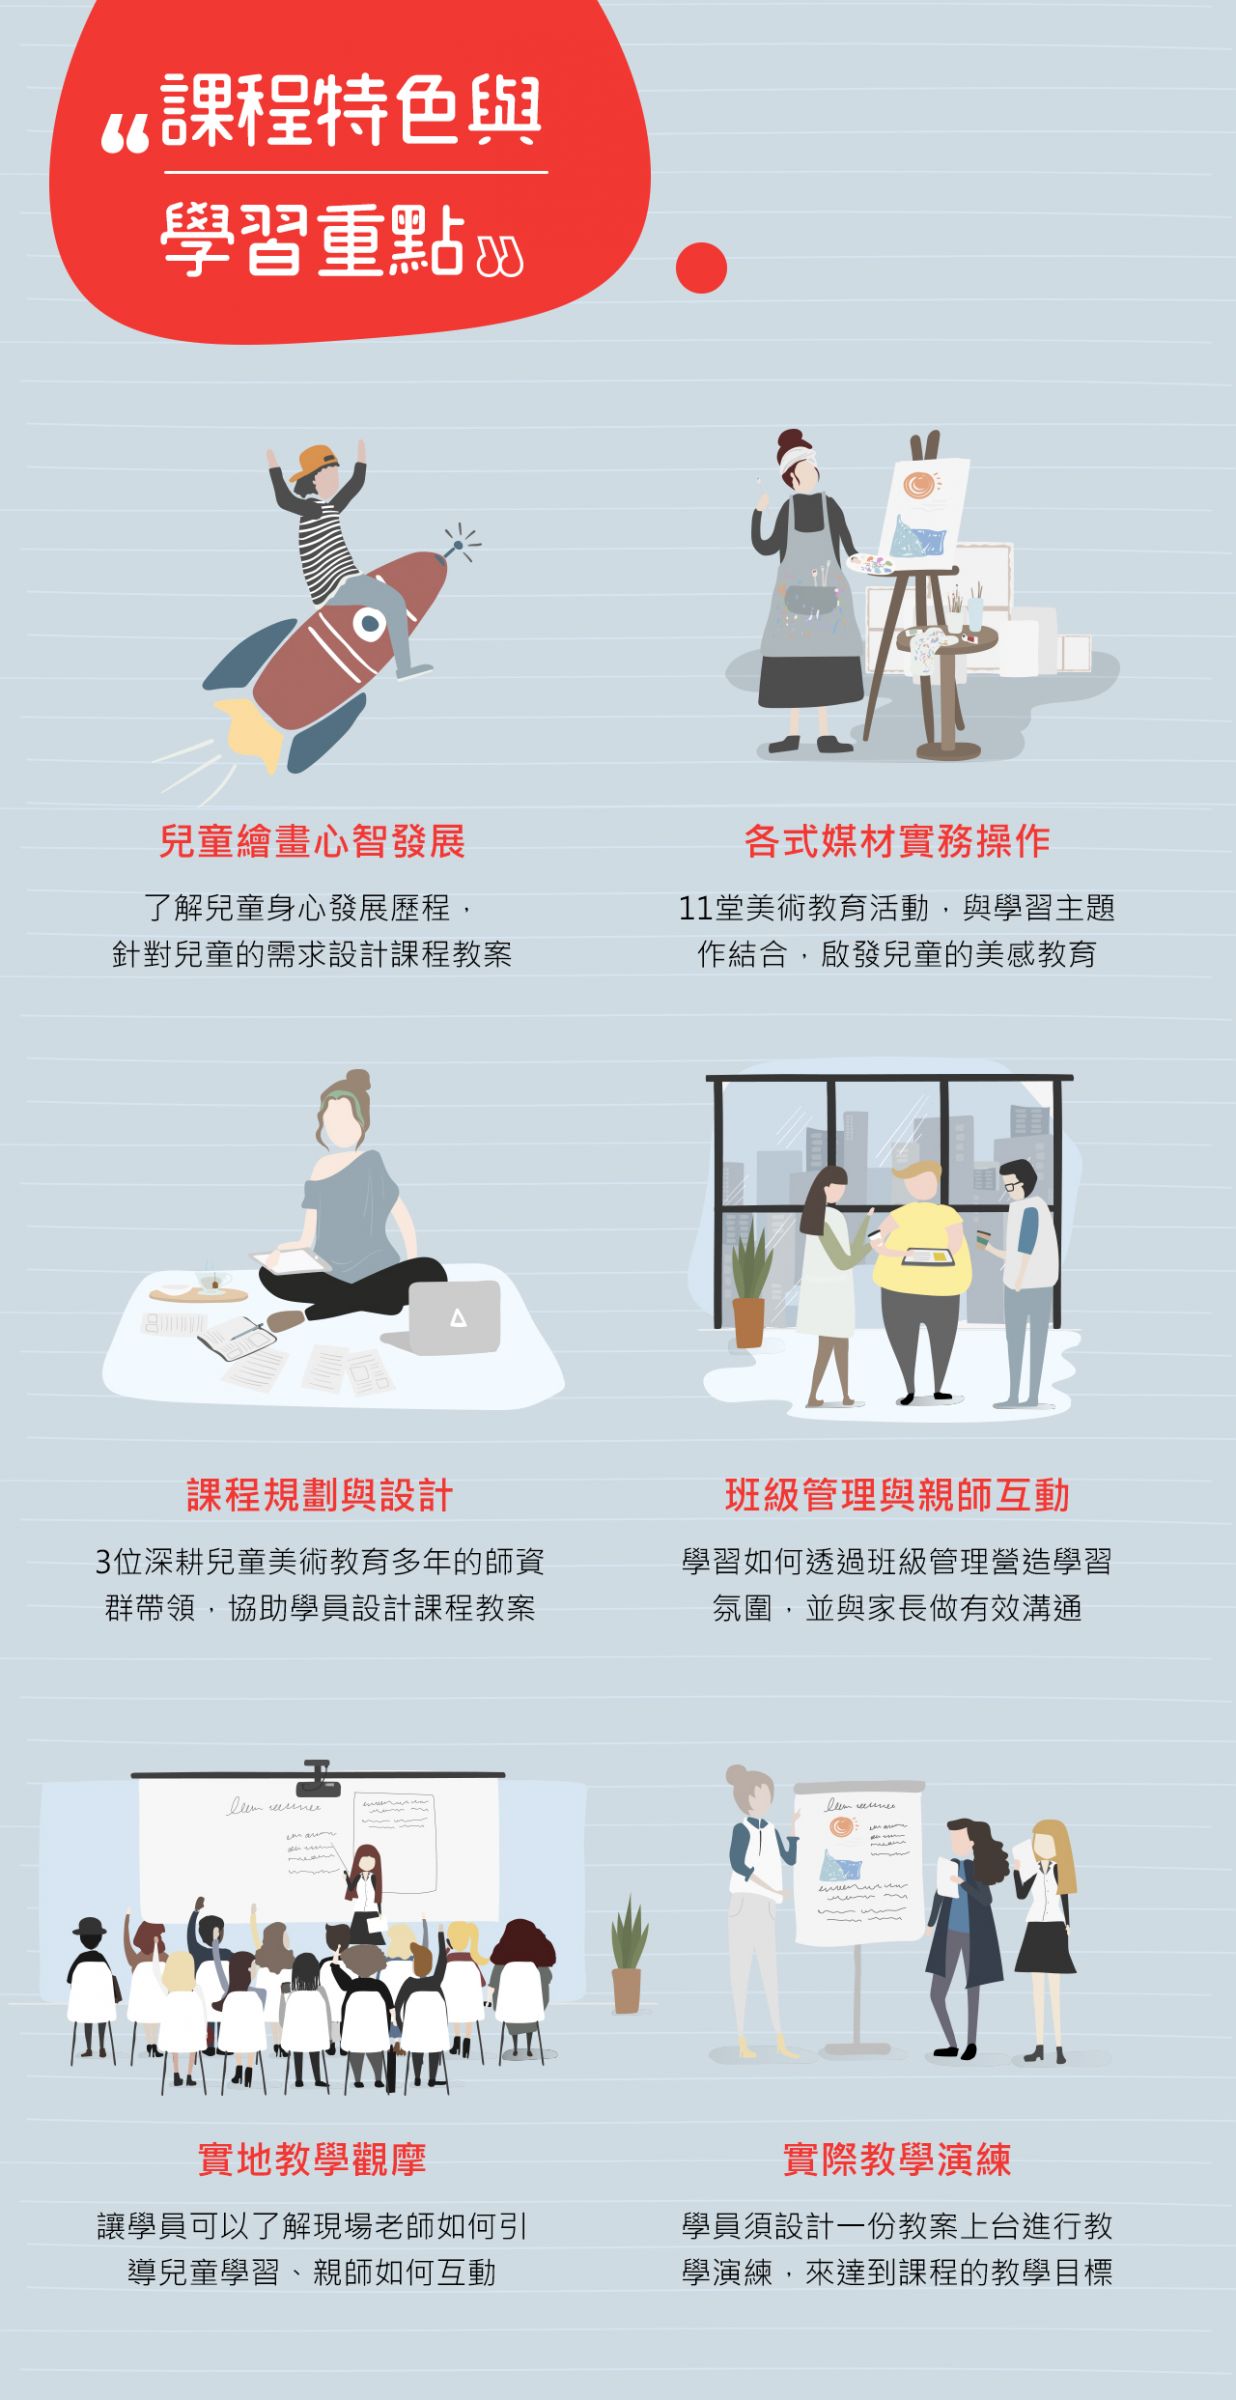 “課程特色與
學習重點”
兒童繪畫心智發展
了解兒童身心發展歷程，
針對兒童的需求設計課程教案
各式媒材實務操作
11堂美術教育活動，與學習主題
作結合，啟發兒童的美感教育
課程規劃與設計
3位深耕兒童美術教育多年的師資
群帶領，協助學員設計課程教案
班級管理與親師互動
學習如何透過班級管理營造學習
氛圍，並與家長做有效溝通
實地教學觀摩
讓學員可以了解現場老師如何引
導兒童學習、親師如何互動
實際教學演練
學員須設計一份教案上台進行教
學演練，來達到課程的教學目標